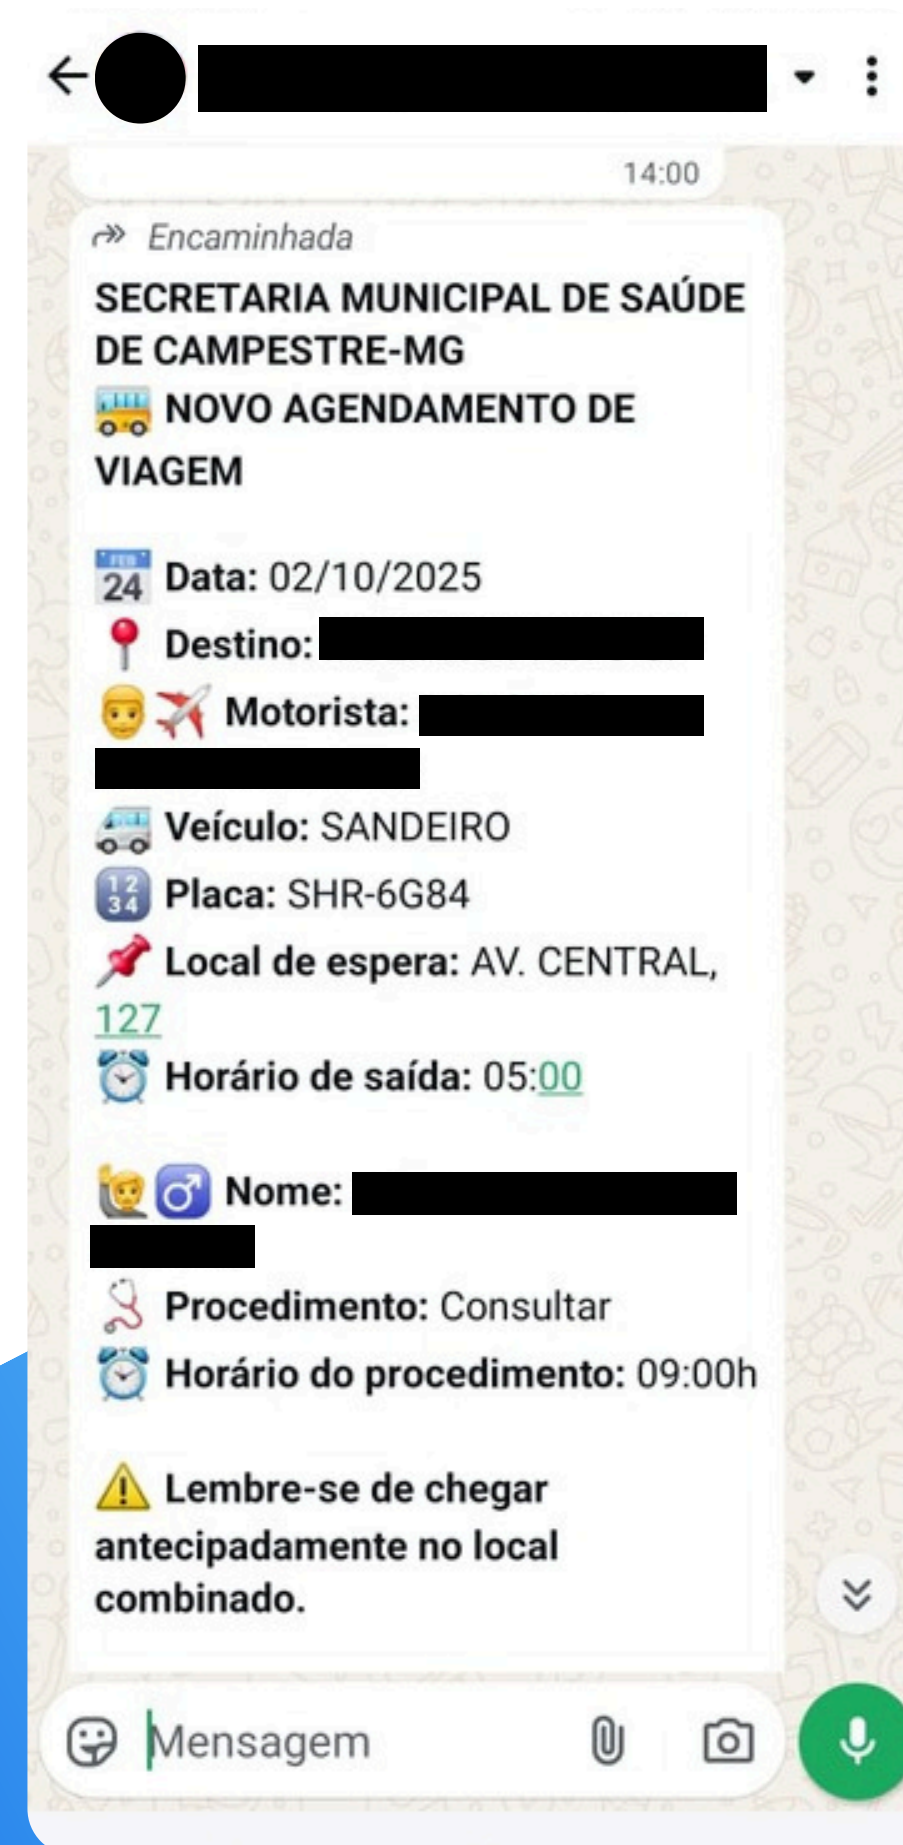 14:00
Encaminhada
SECRETARIA MUNICIPAL DE SAÚDE
DE CAMPESTRE-MG
NOVO AGENDAMENTO DE
VIAGEM
FEB
24
Data: 02/10/2025
Destino:
Motorista:
Veículo: SANDEIRO
1 2
3 4
Placa: SHR-6G84
Local de espera: AV. CENTRAL,
127
Horário de saída: 05:00
Nome:
Procedimento: Consultar
Horário do procedimento: 09:00h
Lembre-se de chegar
antecipadamente no local
combinado.
Mensagem